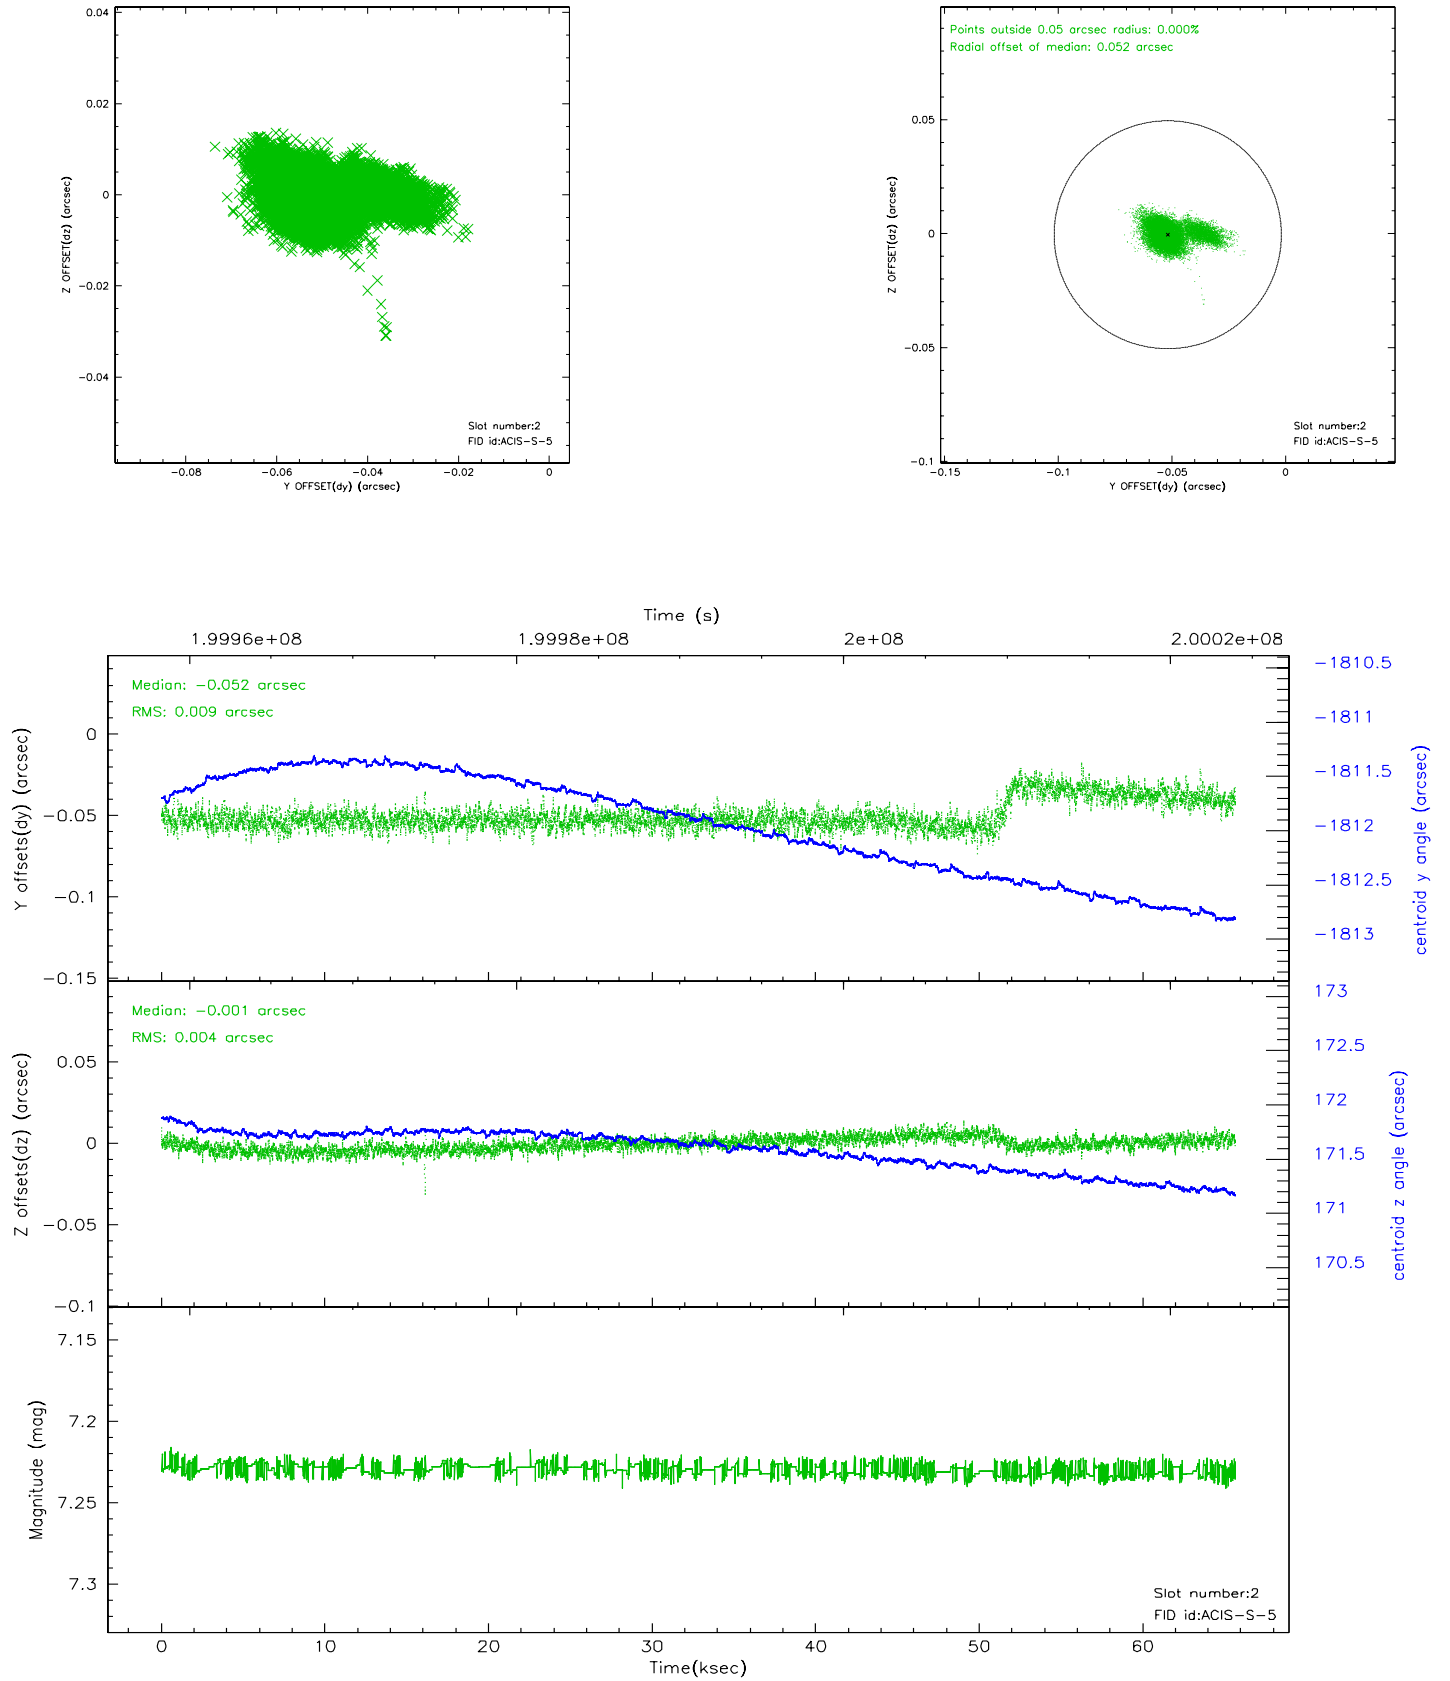 0.04
0.02
0
−0.02
−0.04
Z OFFSET(dz) (arcsec)
Slot number:2
FID id:ACIS−S−5
−0.08 −0.06 −0.04 −0.02 0
Y OFFSET(dy) (arcsec)
Points outside 0.05 arcsec radius: 0.000%
Radial offset of median: 0.052 arcsec
0.05
0
−0.05
−0.1
Z OFFSET(dz) (arcsec)
Slot number:2
FID id:ACIS−S−5
−0.15 −0.1 −0.05 0
Y OFFSET(dy) (arcsec)
Time (s)
1.9996e+08 1.9998e+08 2e+08 2.0002e+08
Median: −0.052 arcsec
RMS: 0.009 arcsec
0
−0.05
−0.1
−0.15
Y offsets(dy) (arcsec)
−1810.5
−1811
−1811.5
−1812
−1812.5
−1813
centroid y angle (arcsec)
Median: −0.001 arcsec
RMS: 0.004 arcsec
0.05
0
−0.05
−0.1
Z offsets(dz) (arcsec)
173
172.5
172
171.5
171
170.5
centroid z angle (arcsec)
7.15
7.2
7.25
7.3
Magnitude (mag)
Slot number:2
FID id:ACIS−S−5
0 10 20 30 40 50 60
Time(ksec)